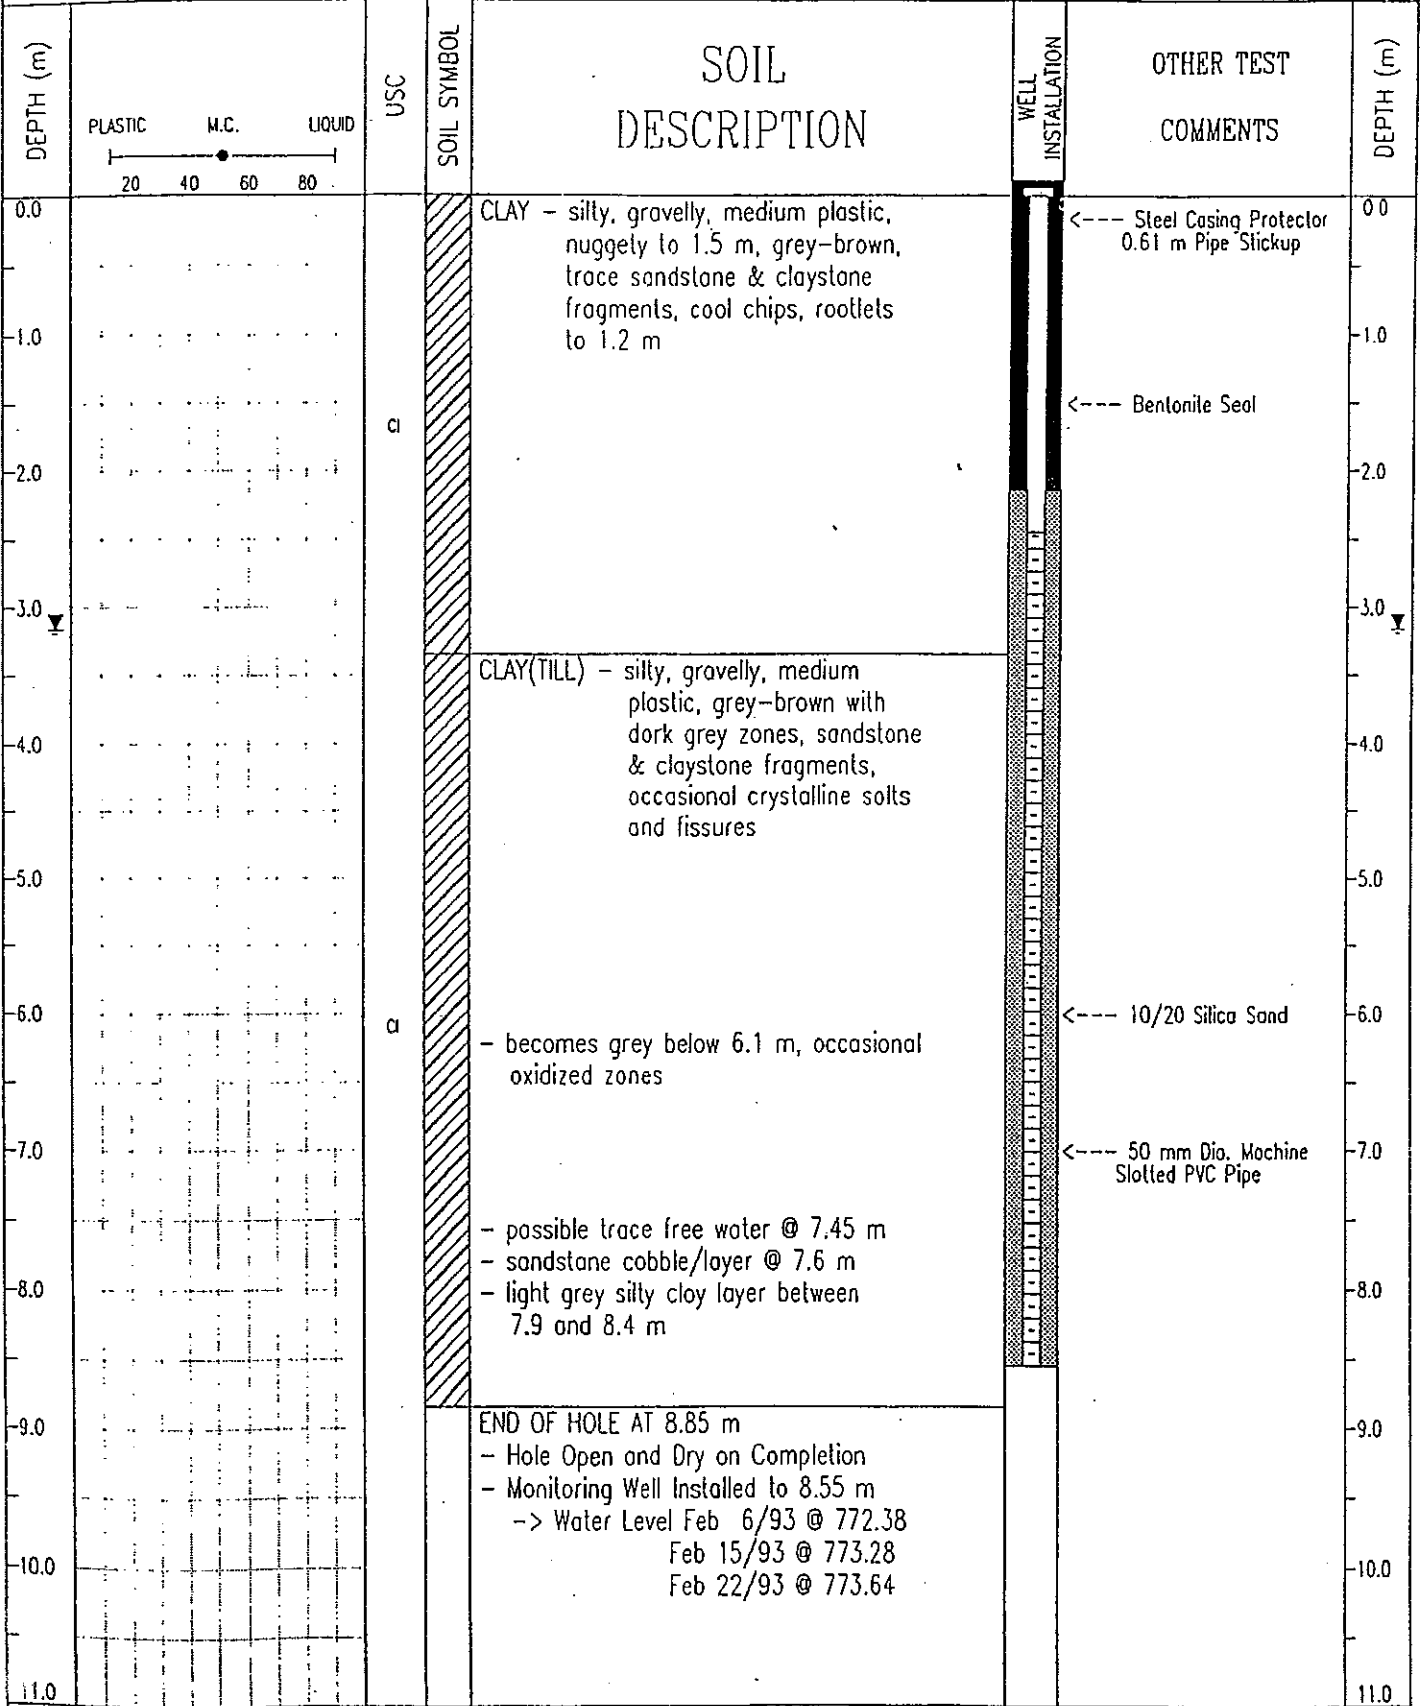 DEPTH (m)
PLASTIC M.C. LIQUID
20 40 60 80
USC
SOIL SYMBOL
SOIL
DESCRIPTION
WELL
INSTALLATION
OTHER TEST
COMMENTS
DEPTH (m)
0.0
-1.0
-2.0
-3.0
-4.0
-5.0
-6.0
-7.0
-8.0
-9.0
-10.0
11.0
CI
CI
CLAY – silty, gravelly, medium plastic,
nuggety to 1.5 m, grey-brown,
trace sandstone & claystone
fragments, coal chips, rootlets
to 1.2 m
CLAY(TILL) – silty, gravelly, medium
plastic, grey-brown with
dark grey zones, sandstone
& claystone fragments,
occasional crystalline salts
and fissures
– becomes grey below 6.1 m, occasional
oxidized zones
– possible trace free water @ 7.45 m
– sandstone cobble/layer @ 7.6 m
– light grey silty clay layer between
7.9 and 8.4 m
END OF HOLE AT 8.85 m
– Hole Open and Dry on Completion
– Monitoring Well Installed to 8.55 m
-> Water Level Feb 6/93 @ 772.38
Feb 15/93 @ 773.28
Feb 22/93 @ 773.64
<--- Steel Casing Protector
0.61 m Pipe Stickup
<--- Bentonite Seal
<--- 10/20 Silica Sand
<--- 50 mm Dia. Machine
Slotted PVC Pipe
0.0
-1.0
-2.0
-3.0
-4.0
-5.0
-6.0
-7.0
-8.0
-9.0
-10.0
11.0